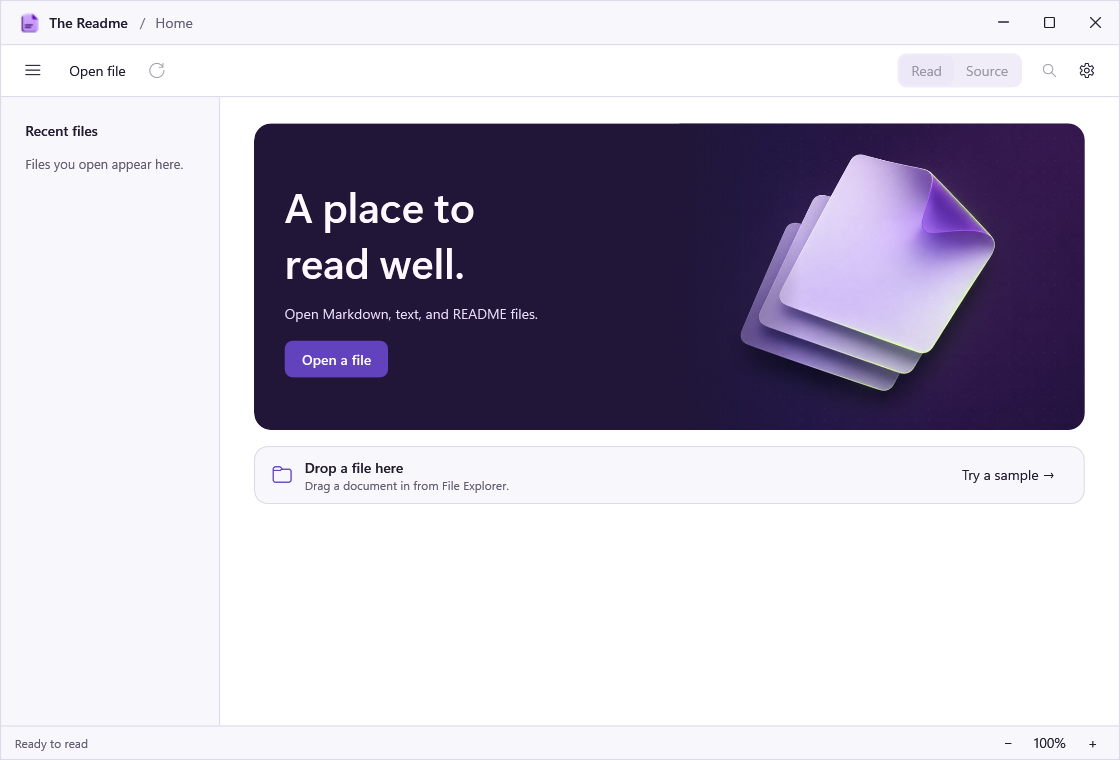 The Readme / Home
Open file
Read Source
Recent files
Files you open appear here.
A place to
read well.
Open Markdown, text, and README files.
Open a file
Drop a file here
Drag a document in from File Explorer.
Try a sample →
Ready to read
− 100% +